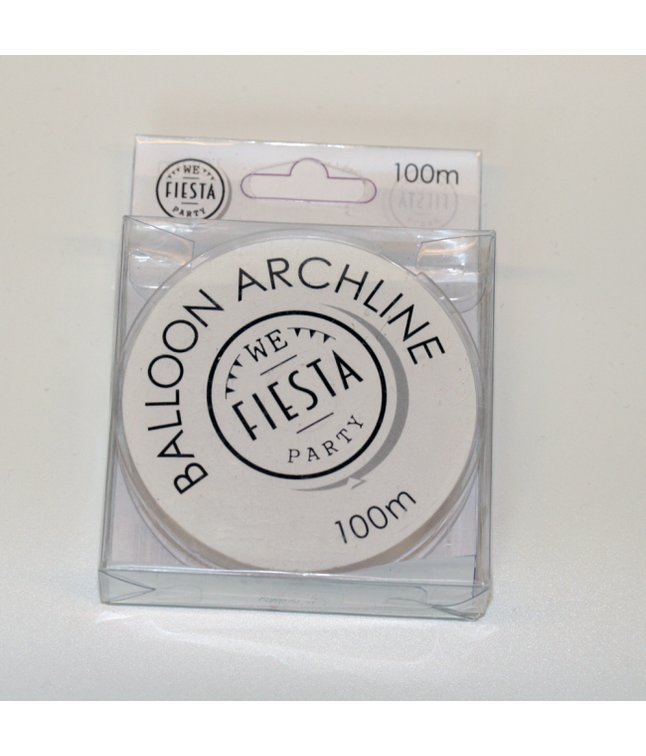 WE
FIESTA
PARTY
100m
BALLOON ARCHLINE
WE
FIESTA
PARTY
100m